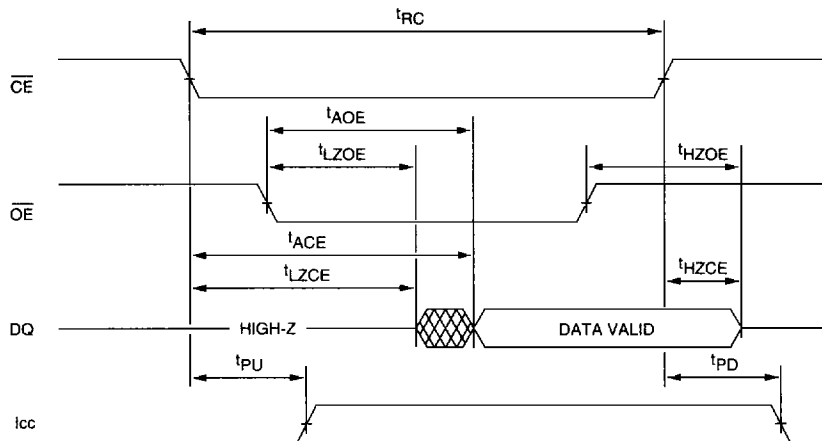 tRC
CE
tAOE
tLZOE
tHZOE
OE
tACE
tLZCE
tHZCE
DQ
HIGH-Z
DATA VALID
tPU
tPD
Icc